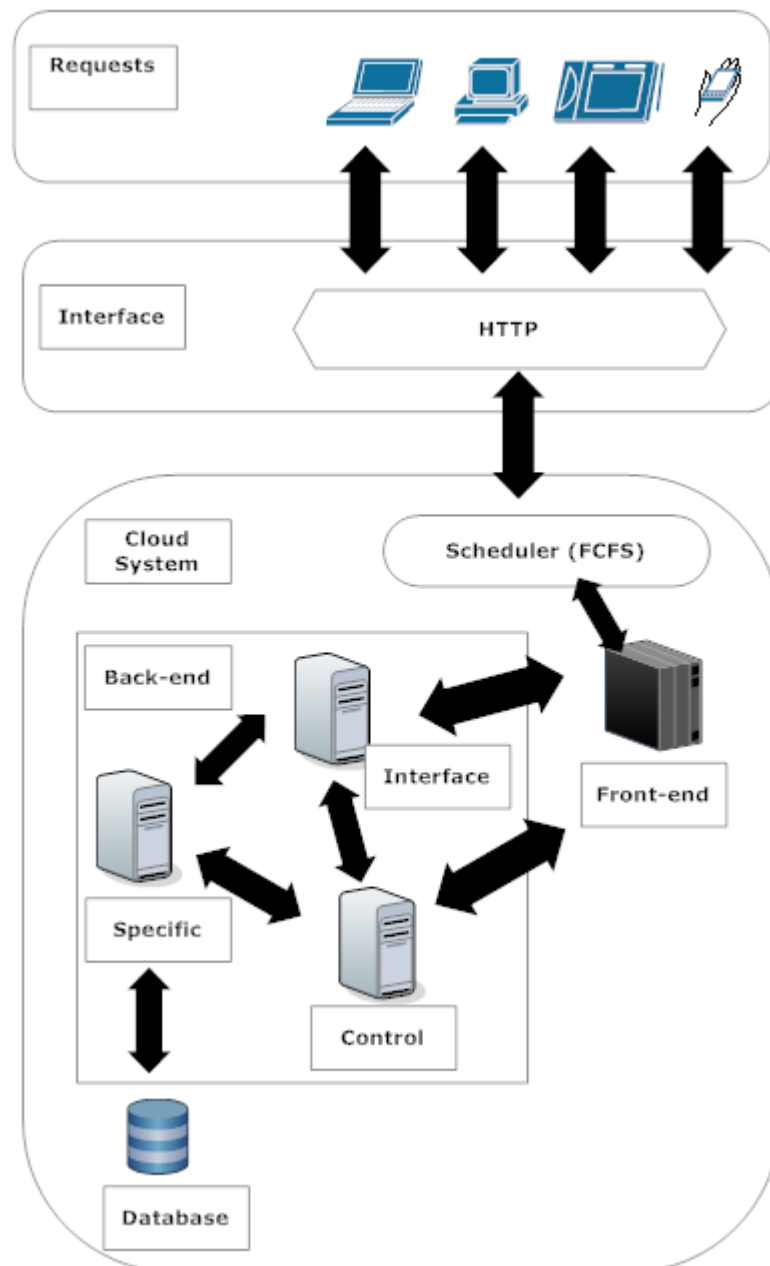 Requests
Interface
HTTP
Cloud
System
Scheduler (FCFS)
Back-end
Interface
Front-end
Specific
Control
Database